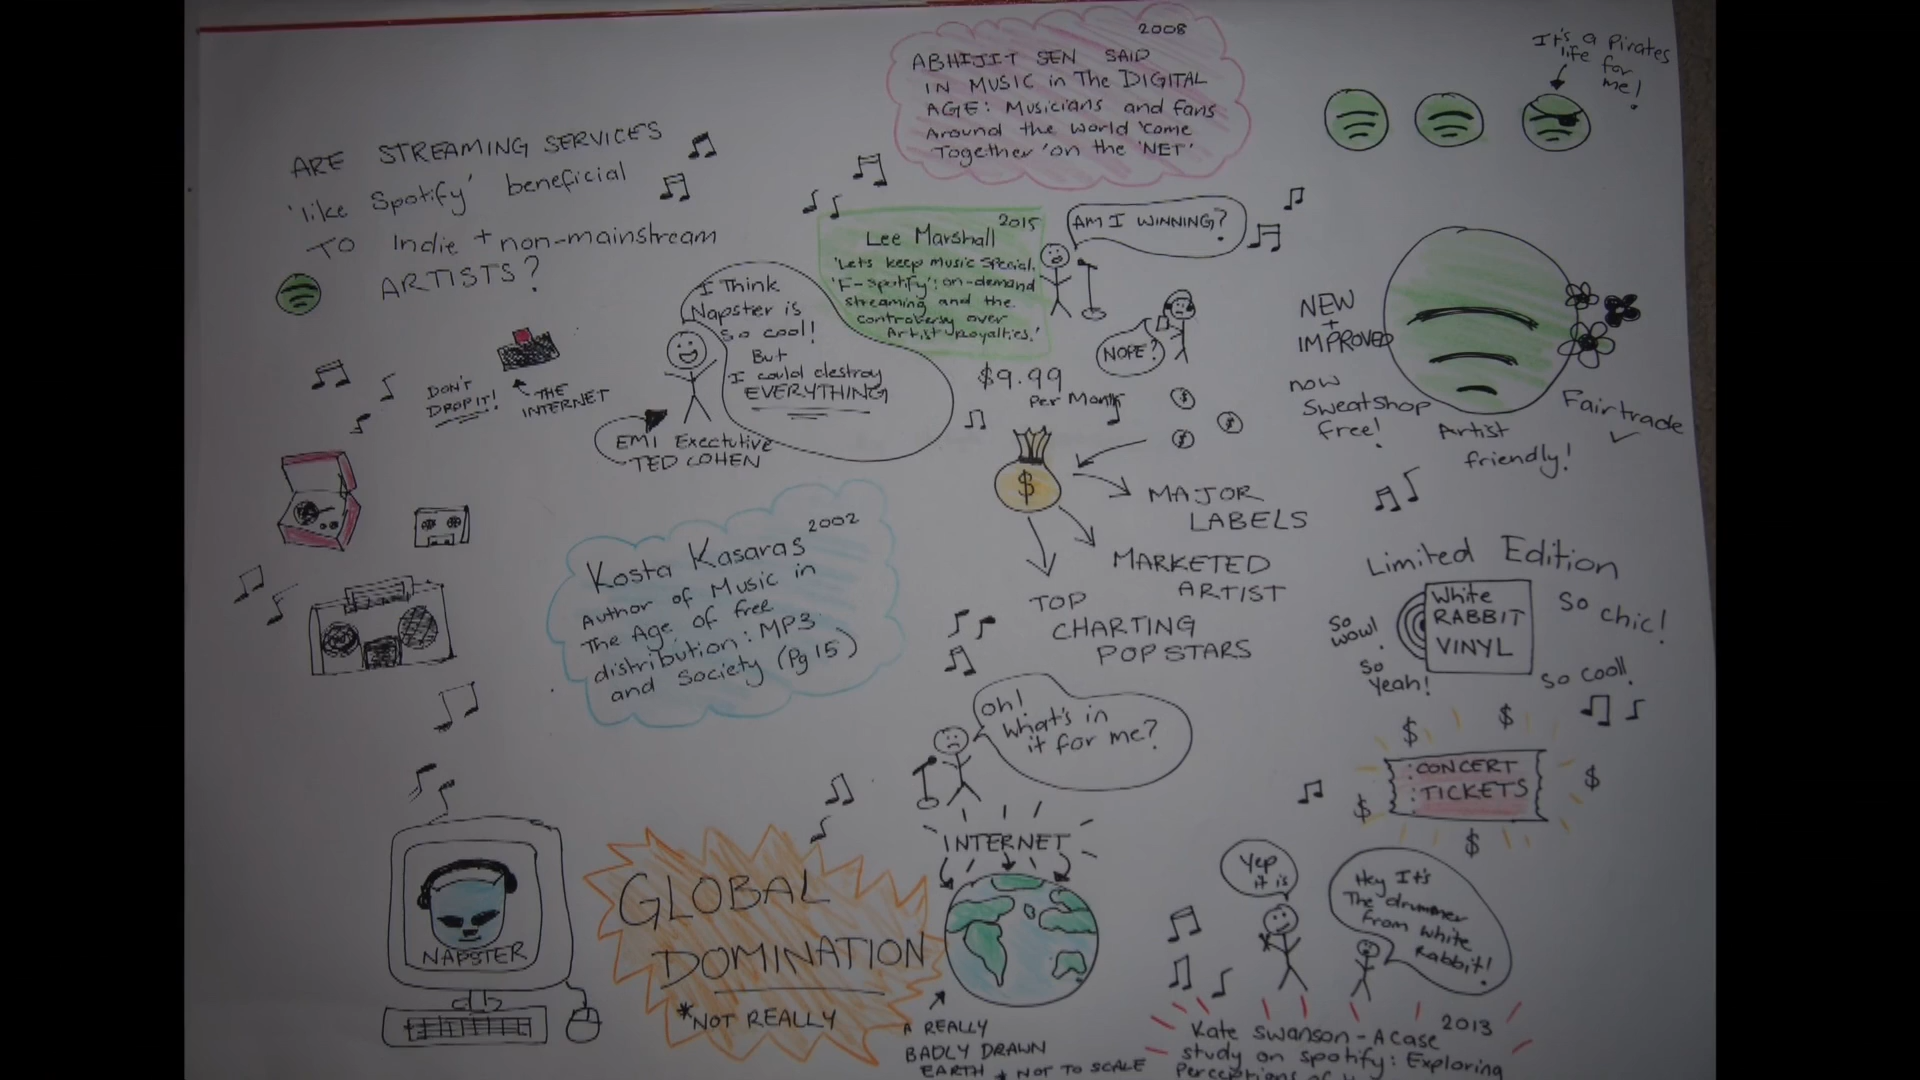 ARE STREAMING SERVICES
'like Spotify' beneficial
TO Indie + non-mainstream
ARTISTS?
2008
ABHIJIT SEN SAID
IN MUSIC in The DIGITAL
AGE: Musicians and fans
Around the world 'come
Together 'on the 'NET'
It's a pirates
life for
me!
2015
Lee Marshall
'Lets keep music special.
'F-Spotify': on-demand
streaming and the
controversy over
Artist Royalties.'
AM I WINNING?
NOPE?
I Think
Napster is
so cool!
But
I could destroy
EVERYTHING
DON'T
DROP IT!
THE
INTERNET
EMI Exectutive
TED COHEN
$9.99
Per Month
$
$
$
$
MAJOR
LABELS
MARKETED
ARTIST
TOP
CHARTING
POP STARS
NEW
+
IMPROVED
now
Sweatshop
free!
Artist
friendly!
Fairtrade
2002
Kosta Kasaras
Author of Music in
The Age of free
distribution: MP3
and Society (Pg 15)
Limited Edition
White
RABBIT
VINYL
So
wow!
So
Yeah!
So chic!
So cool!
Oh!
What's in
it for me?
$
$
$
$
$
CONCERT
TICKETS
NAPSTER
GLOBAL
DOMINATION
*NOT REALLY
INTERNET
A REALLY
BADLY DRAWN
EARTH * NOT TO SCALE
Yep
it is
Hey It's
The drummer
from white
Rabbit!
2013
Kate Swanson - A case
study on spotify: Exploring
Perceptions of